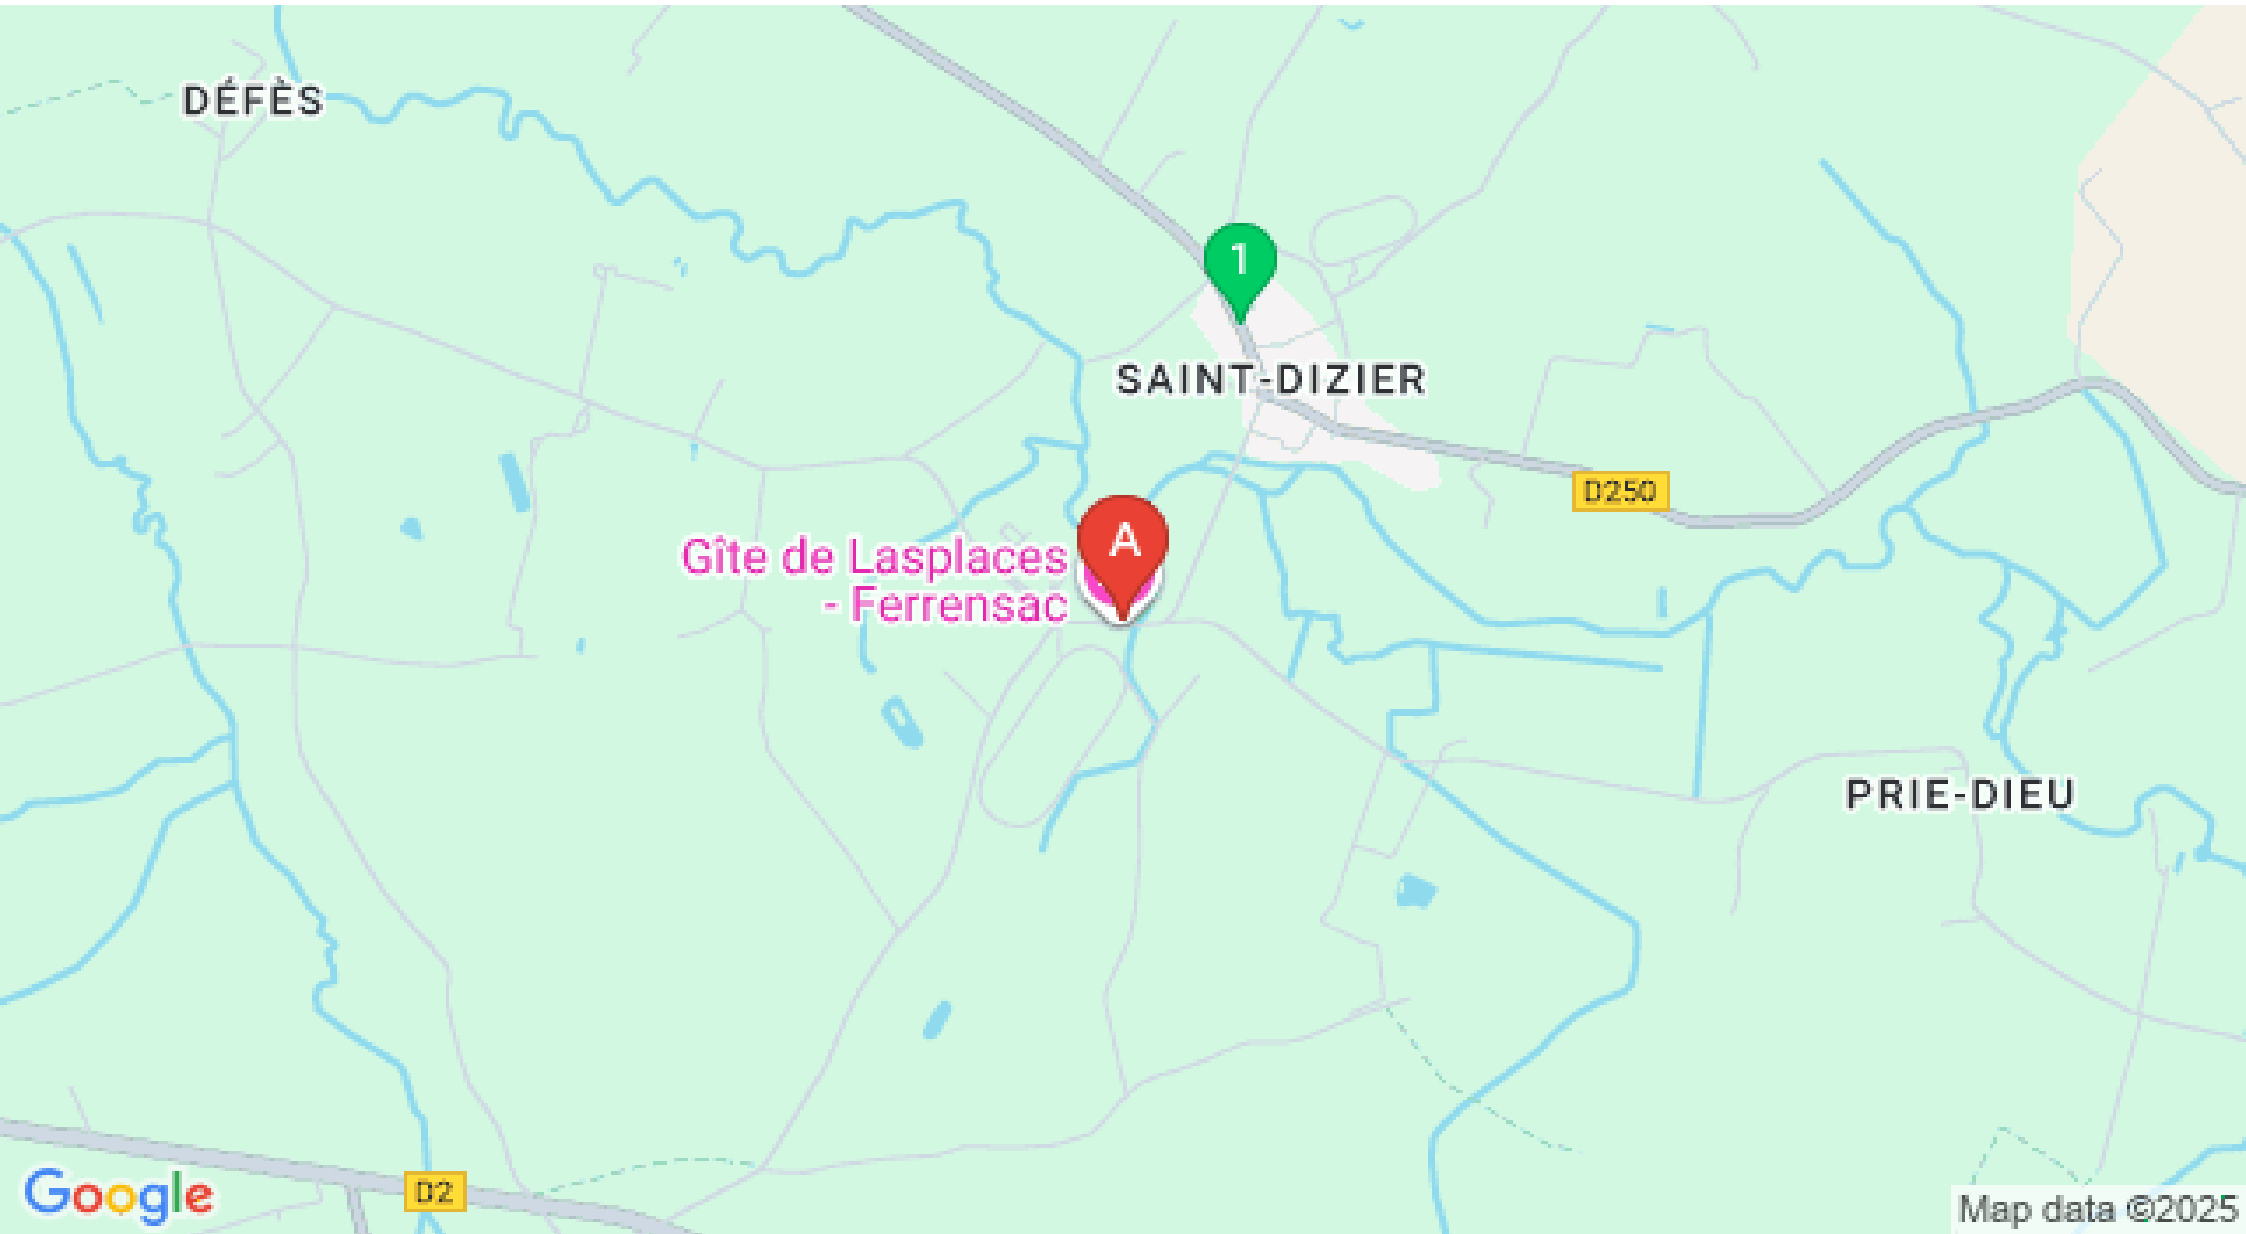 DÉFÈS
1
SAINT-DIZIER
D250
A
Gîte de Lasplaces
- Ferrensac
PRIE-DIEU
D2
Google
Map data ©2025